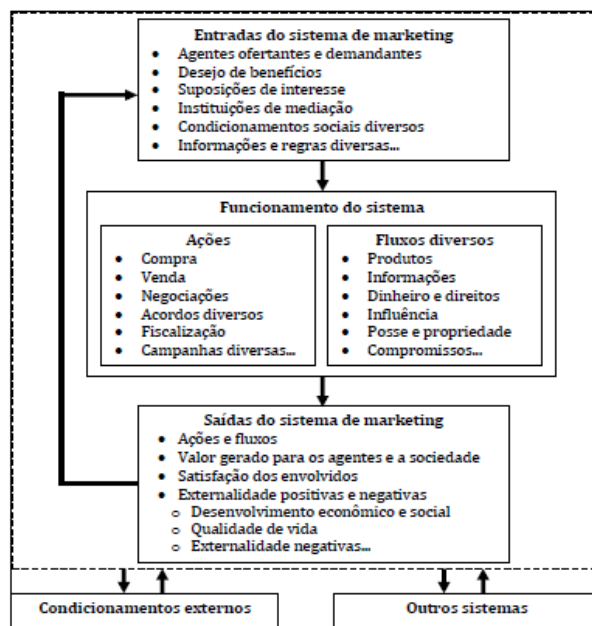 Entradas do sistema de marketing
• Agentes ofertantes e demandantes
• Desejo de benefícios
• Suposições de interesse
• Instituições de mediação
• Condicionamentos sociais diversos
• Informações e regras diversas...
Funcionamento do sistema
Ações
• Compra
• Venda
• Negociações
• Acordos diversos
• Fiscalização
• Campanhas diversas...
Fluxos diversos
• Produtos
• Informações
• Dinheiro e direitos
• Influência
• Posse e propriedade
• Compromissos...
Saídas do sistema de marketing
• Ações e fluxos
• Valor gerado para os agentes e a sociedade
• Satisfação dos envolvidos
• Externalidade positivas e negativas
o Desenvolvimento econômico e social
o Qualidade de vida
o Externalidade negativas...
Condicionamentos externos
Outros sistemas